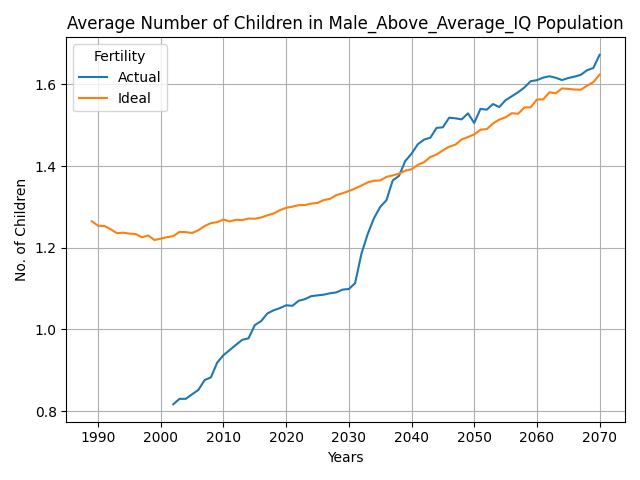 Average Number of Children in Male_Above_Average_IQ Population
Fertility
Actual
Ideal
No. of Children
1.6
1.4
1.2
1.0
0.8
1990 2000 2010 2020 2030 2040 2050 2060 2070
Years